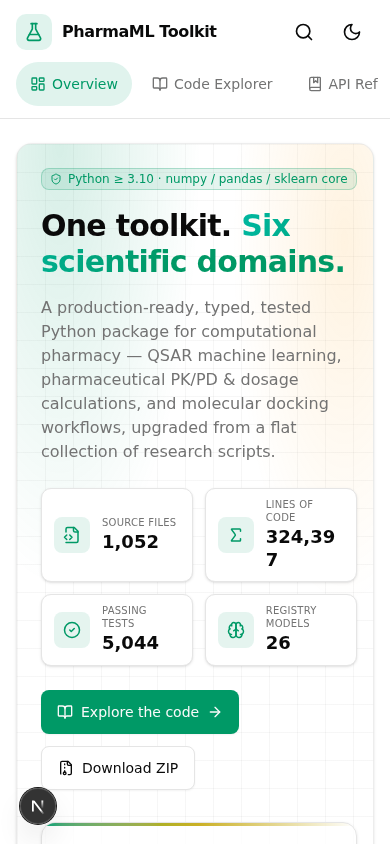 PharmaML Toolkit
Overview
Code Explorer
API Ref
Python ≥ 3.10 · numpy / pandas / sklearn core
One toolkit. Six
scientific domains.
A production-ready, typed, tested
Python package for computational
pharmacy — QSAR machine learning,
pharmaceutical PK/PD & dosage
calculations, and molecular docking
workflows, upgraded from a flat
collection of research scripts.
SOURCE FILES
1,052
LINES OF
CODE
324,39
7
PASSING
TESTS
5,044
REGISTRY
MODELS
26
Explore the code
Download ZIP
N